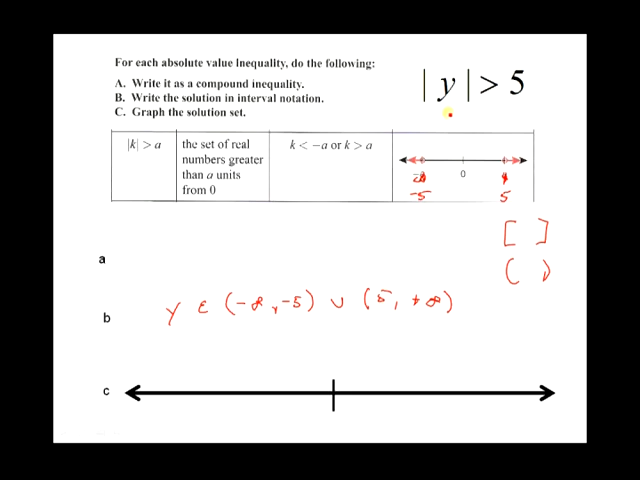 For each absolute value inequality, do the following:
A. Write it as a compound inequality.
B. Write the solution in interval notation.
C. Graph the solution set.
| y | > 5
|k| > a
the set of real numbers greater than a units from 0
k < −a or k > a
0
-5 5
[ ]
( )
a
b y ∈ (-∞, -5) ∪ (5, +∞)
c